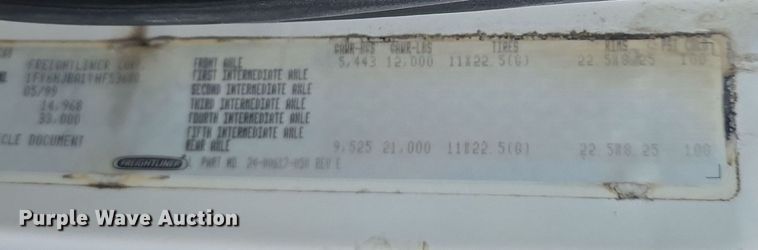 GAWR-KGS GAWR-LBS TIRES RIMS PSI COLD
FREIGHTLINER FRONT AXLE 5,443 12,000 11X22.5(G) 22.5X8.25 100
FIRST INTERMEDIATE AXLE
05/99 SECOND INTERMEDIATE AXLE
14,968 THIRD INTERMEDIATE AXLE
33,000 FOURTH INTERMEDIATE AXLE
FIFTH INTERMEDIATE AXLE
CLE DOCUMENT REAR AXLE 9,525 21,000 11X22.5(G) 22.5X8.25 100
FREIGHTLINER PART NO. REV E
Purple Wave Auction